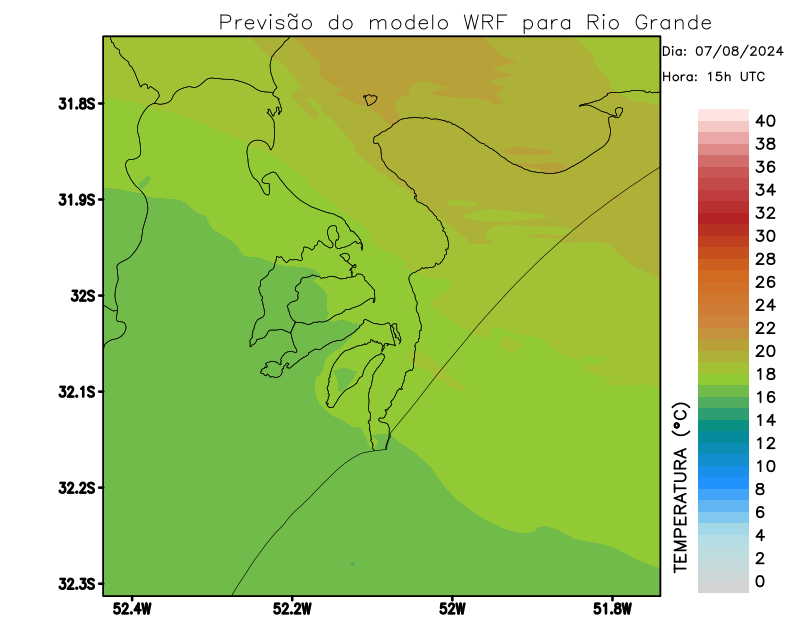 Previsão do modelo WRF para Rio Grande
Dia: 07/08/2024
Hora: 15h UTC
31.8S
31.9S
32S
32.1S
32.2S
32.3S
52.4W
52.2W
52W
51.8W
TEMPERATURA (°C)
40
38
36
34
32
30
28
26
24
22
20
18
16
14
12
10
8
6
4
2
0